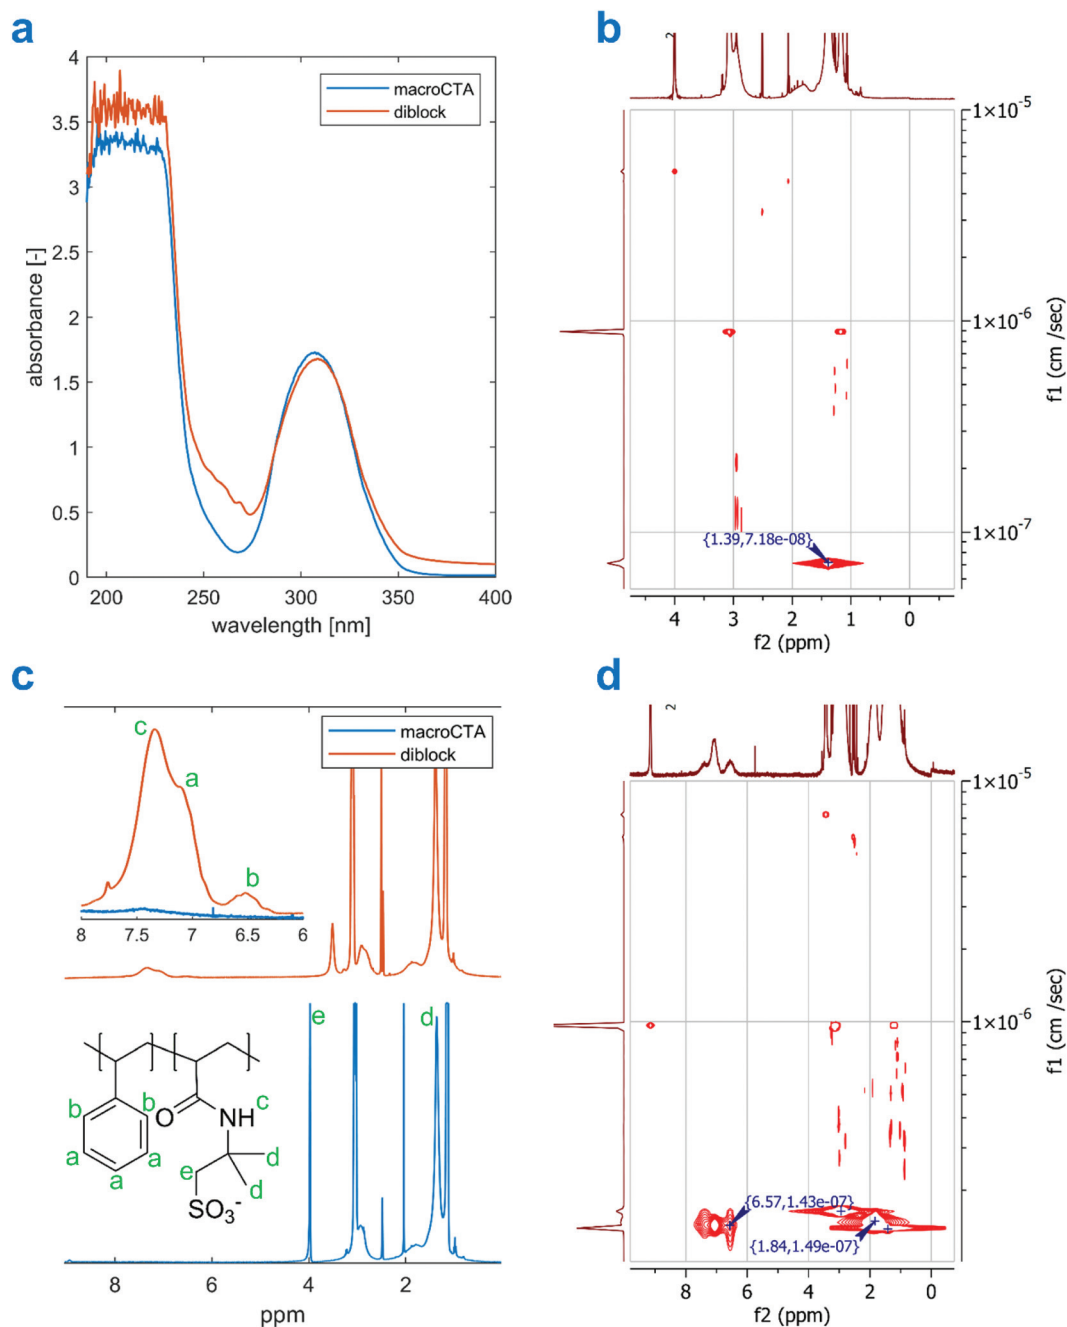 a
4
3.5
3
2.5
2
1.5
1
0.5
0
absorbance [-]
macroCTA
diblock
200
250
300
350
400
wavelength [nm]
b
2
1×10⁻⁵
1×10⁻⁶
1×10⁻⁷
f1 (cm /sec)
{1.39,7.18e-08}
4
3
2
1
0
f2 (ppm)
c
macroCTA
diblock
c
a
b
8
7.5
7
6.5
6
e
d
b
b
O
NH
c
a
a
a
e
d
d
SO₃⁻
8
6
4
2
ppm
d
2
1×10⁻⁵
1×10⁻⁶
f1 (cm /sec)
{6.57,1.43e-07}
{1.84,1.49e-07}
8
6
4
2
0
f2 (ppm)